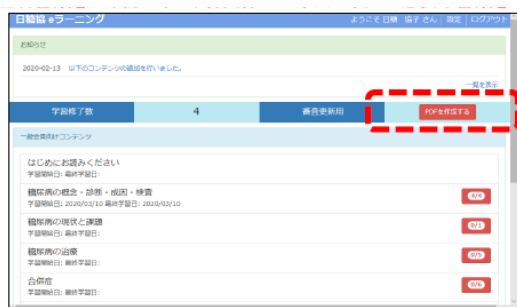 日糖協 eラーニング
ようこそ 日糖 協子 さん | 設定 | ログアウト
お知らせ
2020-02-13 以下のコンテンツの追加を行いました。
一覧を表示
学習修了数 4 審査更新用 PDFを作成する
一般会員向けコンテンツ
はじめにお読みください
学習開始日: 最終学習日:
糖尿病の概念・診断・成因・検査
学習開始日: 2020/03/10 最終学習日: 2020/03/10
4/4
糖尿病の現状と課題
学習開始日: 最終学習日:
0/1
糖尿病の治療
学習開始日: 最終学習日:
0/5
合併症
学習開始日: 最終学習日:
0/6